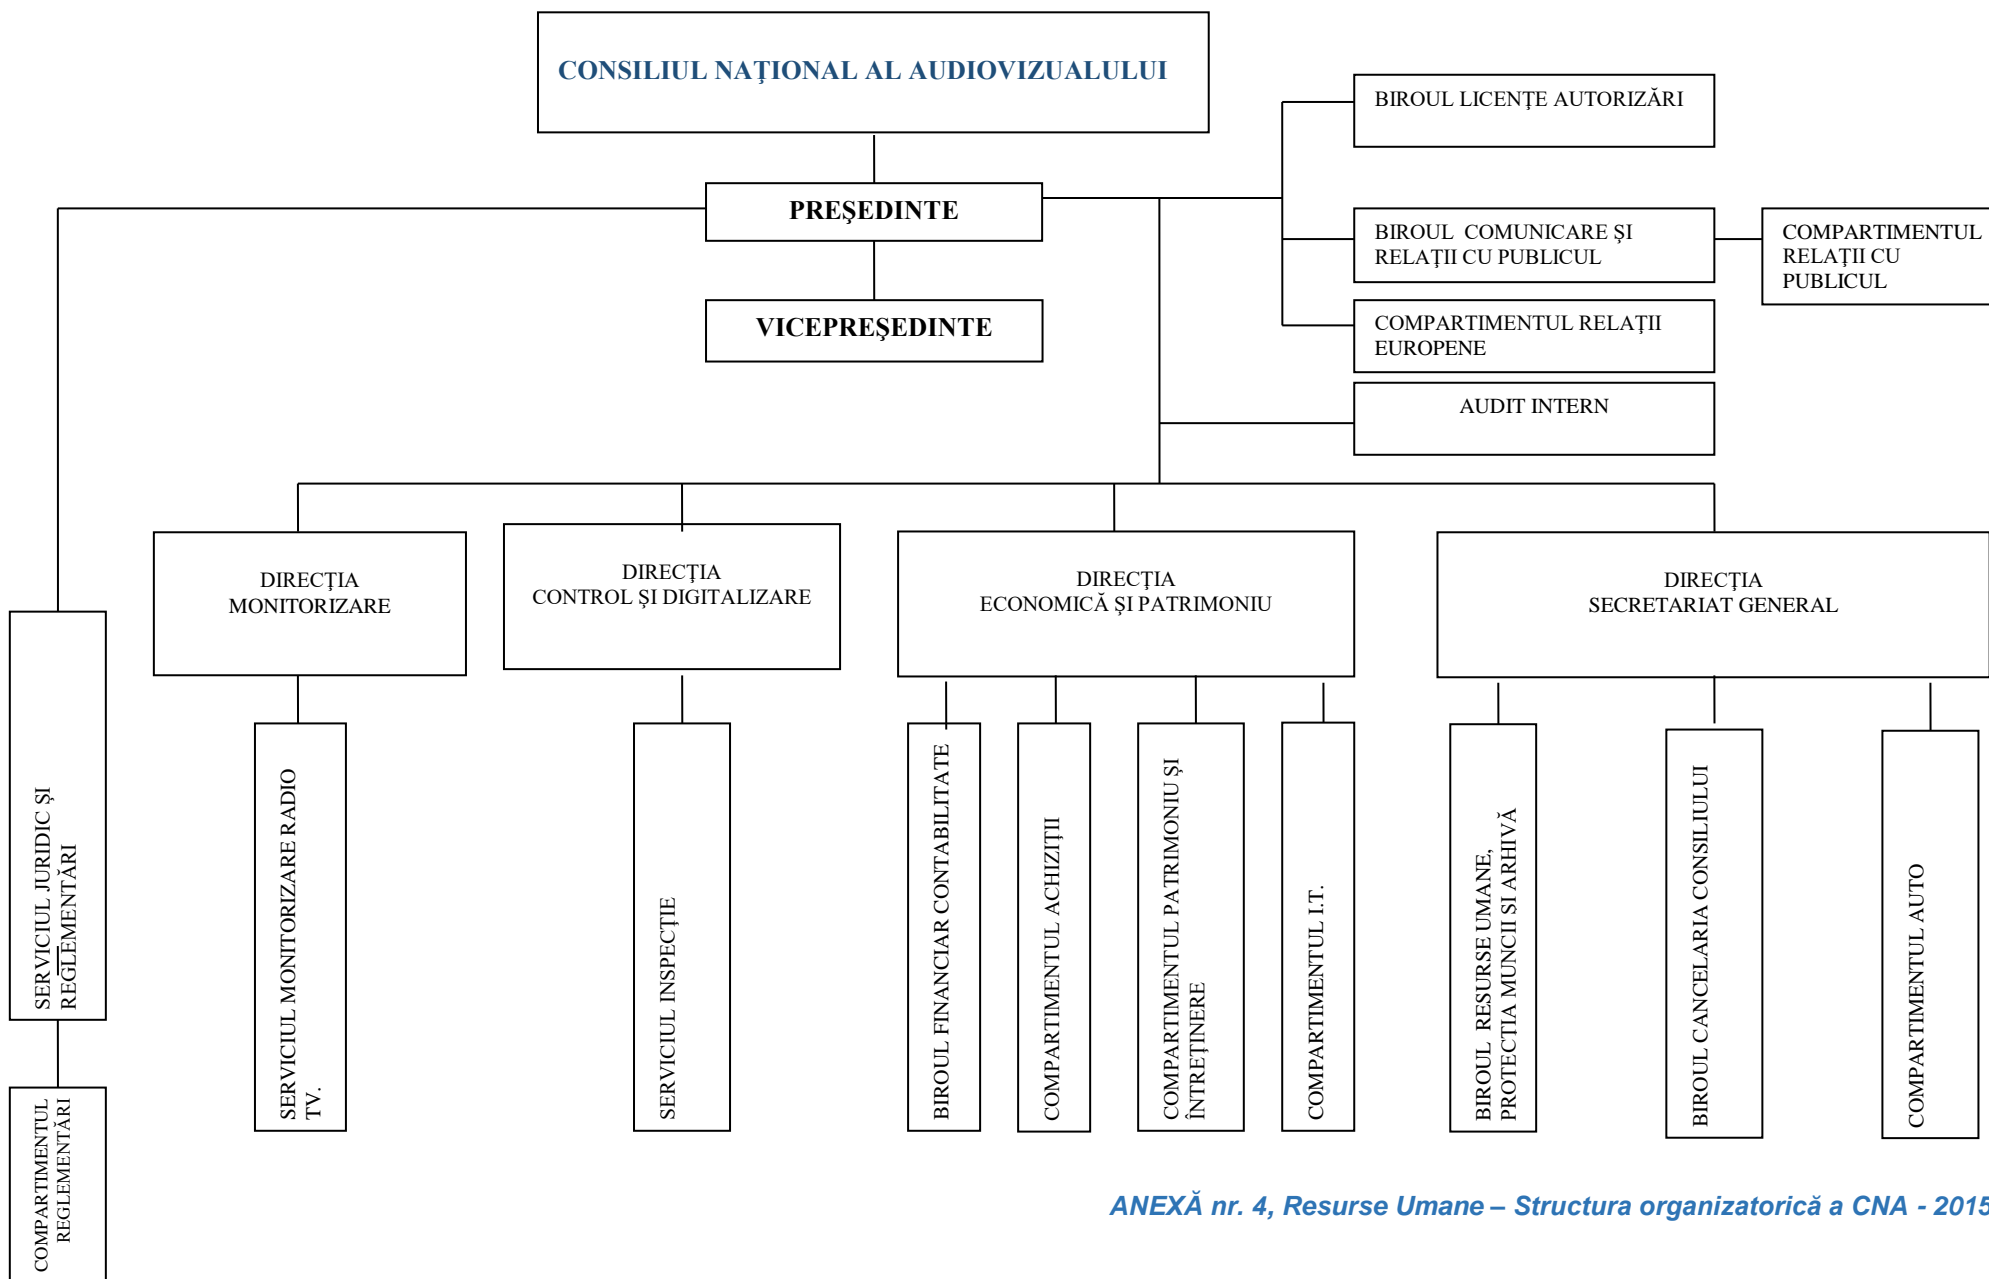 CONSILIUL NAŢIONAL AL AUDIOVIZUALULUI
BIROUL LICENŢE AUTORIZĂRI
PREŞEDINTE
BIROUL COMUNICARE ŞI
RELAŢII CU PUBLICUL
COMPARTIMENTUL
RELAŢII CU
PUBLICUL
VICEPREŞEDINTE
COMPARTIMENTUL RELAŢII
EUROPENE
AUDIT INTERN
DIRECŢIA
MONITORIZARE
DIRECŢIA
CONTROL ŞI DIGITALIZARE
DIRECŢIA
ECONOMICĂ ŞI PATRIMONIU
DIRECŢIA
SECRETARIAT GENERAL
SERVICIUL JURIDIC ŞI
REGLEMENTĂRI
SERVICIUL MONITORIZARE RADIO
TV.
SERVICIUL INSPECŢIE
BIROUL FINANCIAR CONTABILITATE
COMPARTIMENTUL ACHIZIŢII
COMPARTIMENTUL PATRIMONIU ŞI
ÎNTREŢINERE
COMPARTIMENTUL I.T.
BIROUL RESURSE UMANE,
PROTECŢIA MUNCII SI ARHIVĂ
BIROUL CANCELARIA CONSILIULUI
COMPARTIMENTUL AUTO
COMPARTIMENTUL
REGLEMENTĂRI
ANEXĂ nr. 4, Resurse Umane – Structura organizatorică a CNA - 2015